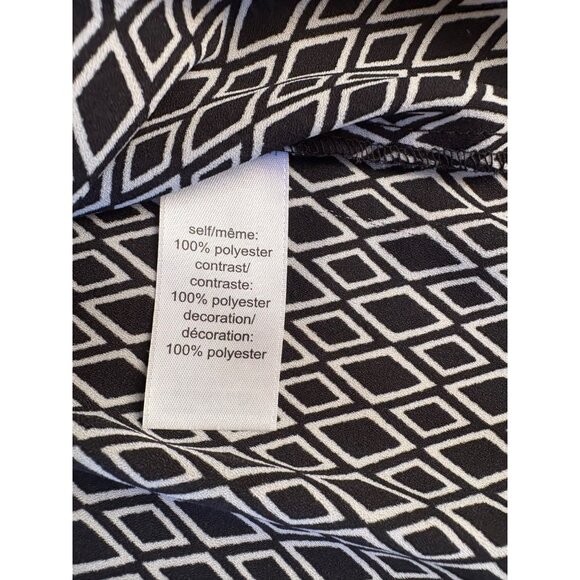 self/même:
100% polyester
contrast/
contraste:
100% polyester
decoration/
décoration:
100% polyester